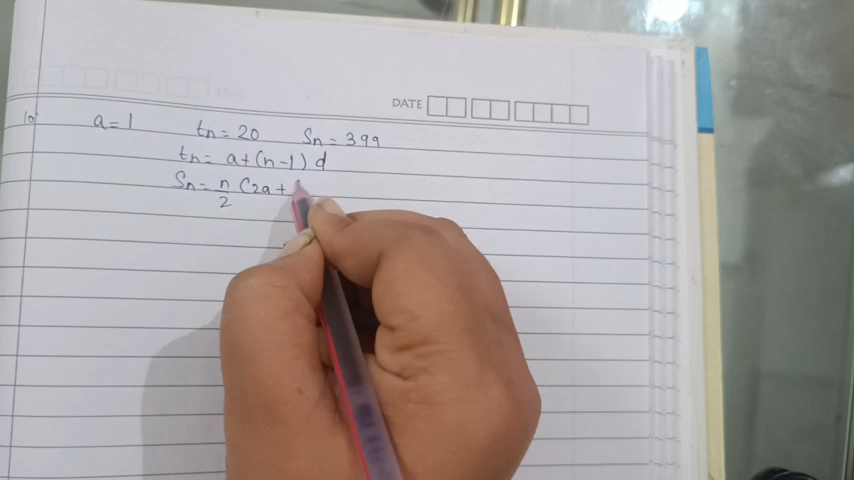 DATE
10 a=1 tn=20 Sn=399
tn= a+(n-1) d
Sn= n/2 (2a+